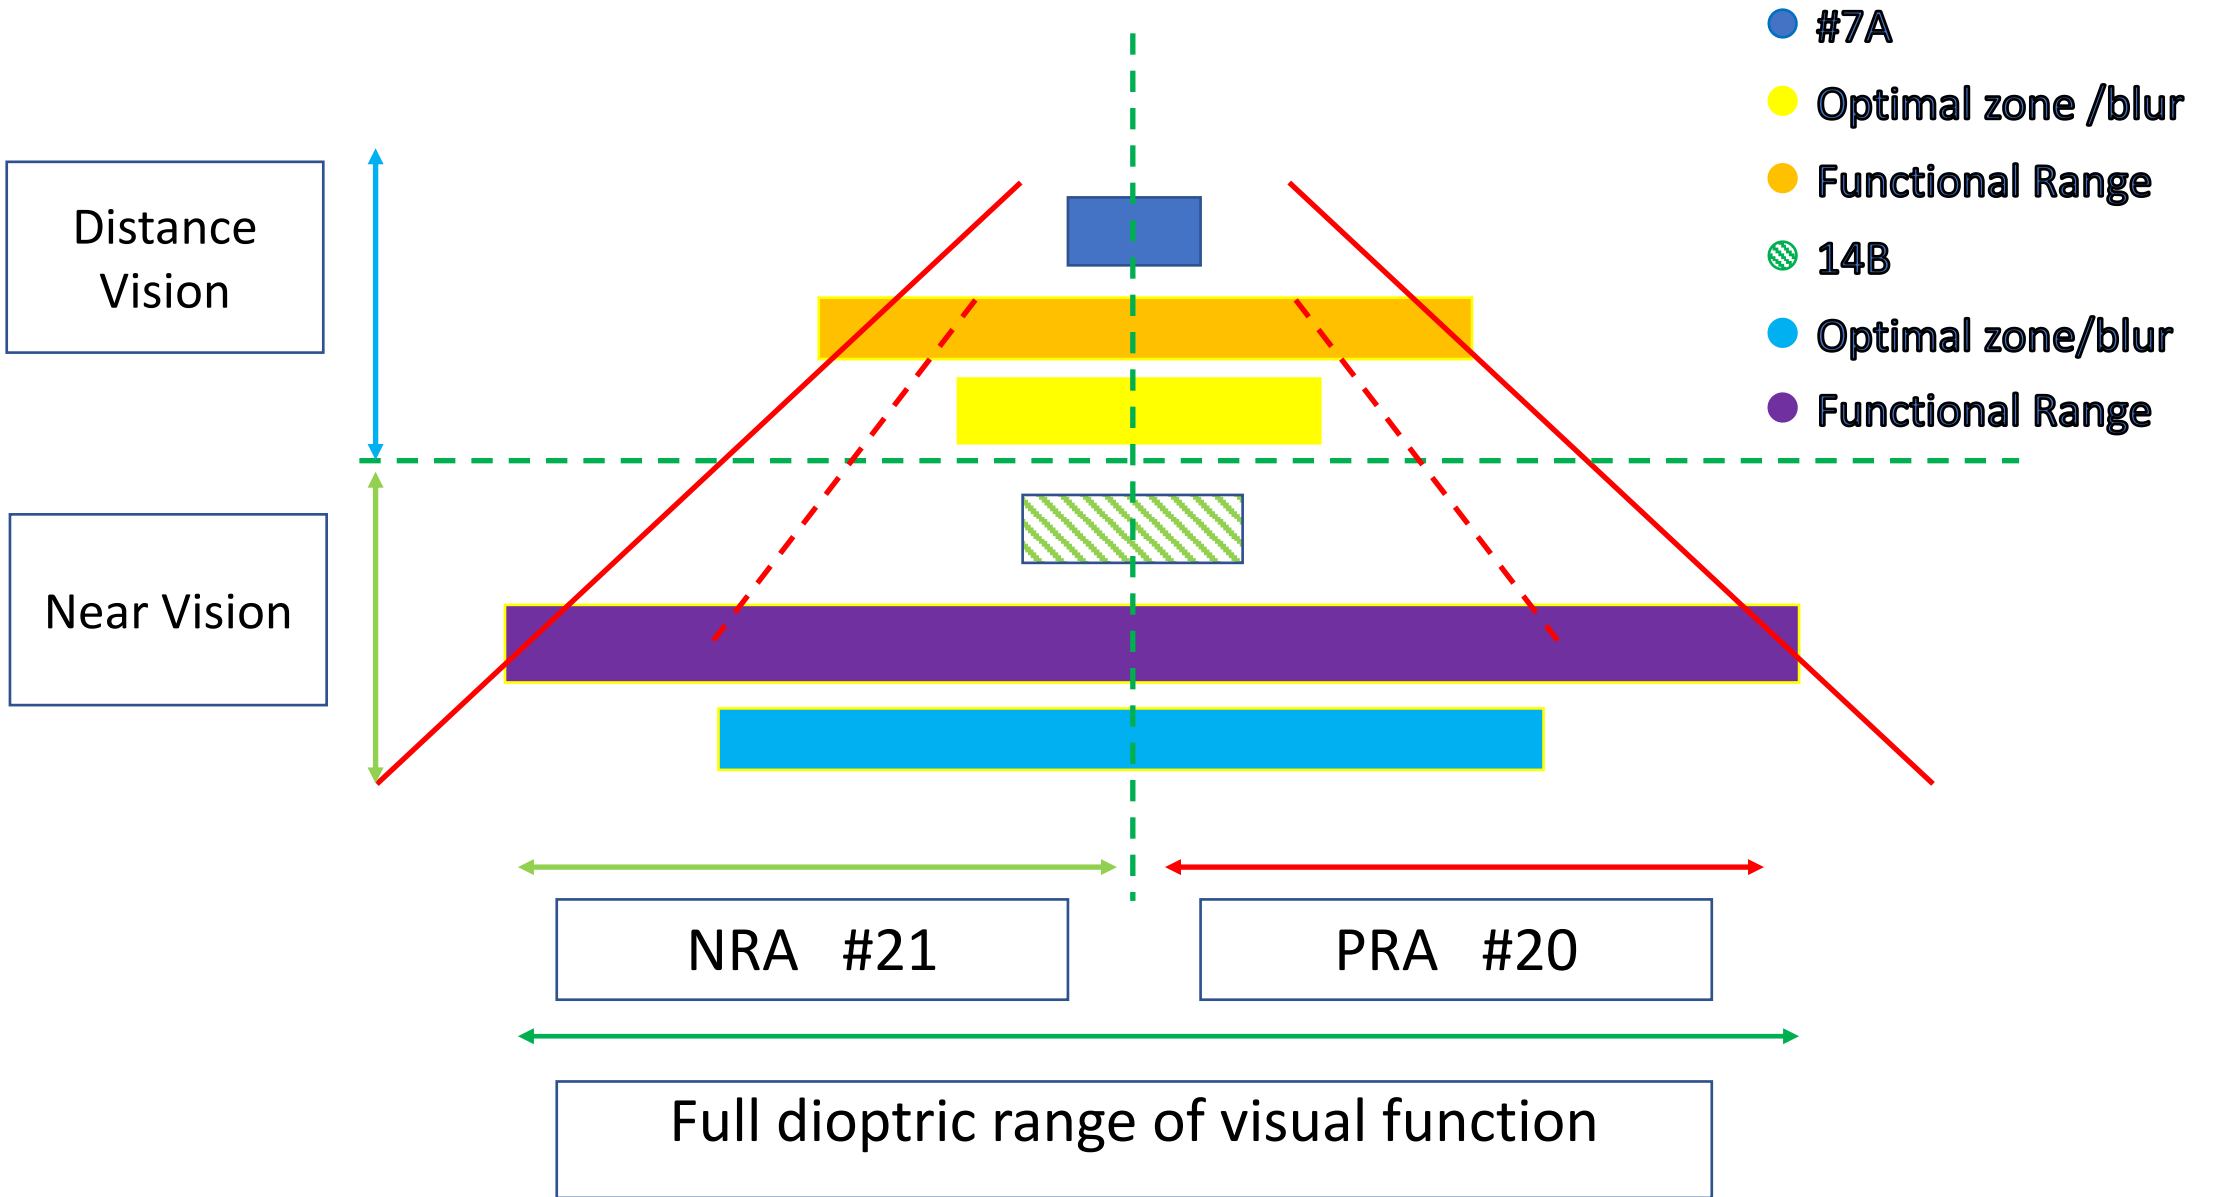 #7A
Optimal zone /blur
Functional Range
14B
Optimal zone/blur
Functional Range
Distance
Vision
Near Vision
NRA #21
PRA #20
Full dioptric range of visual function